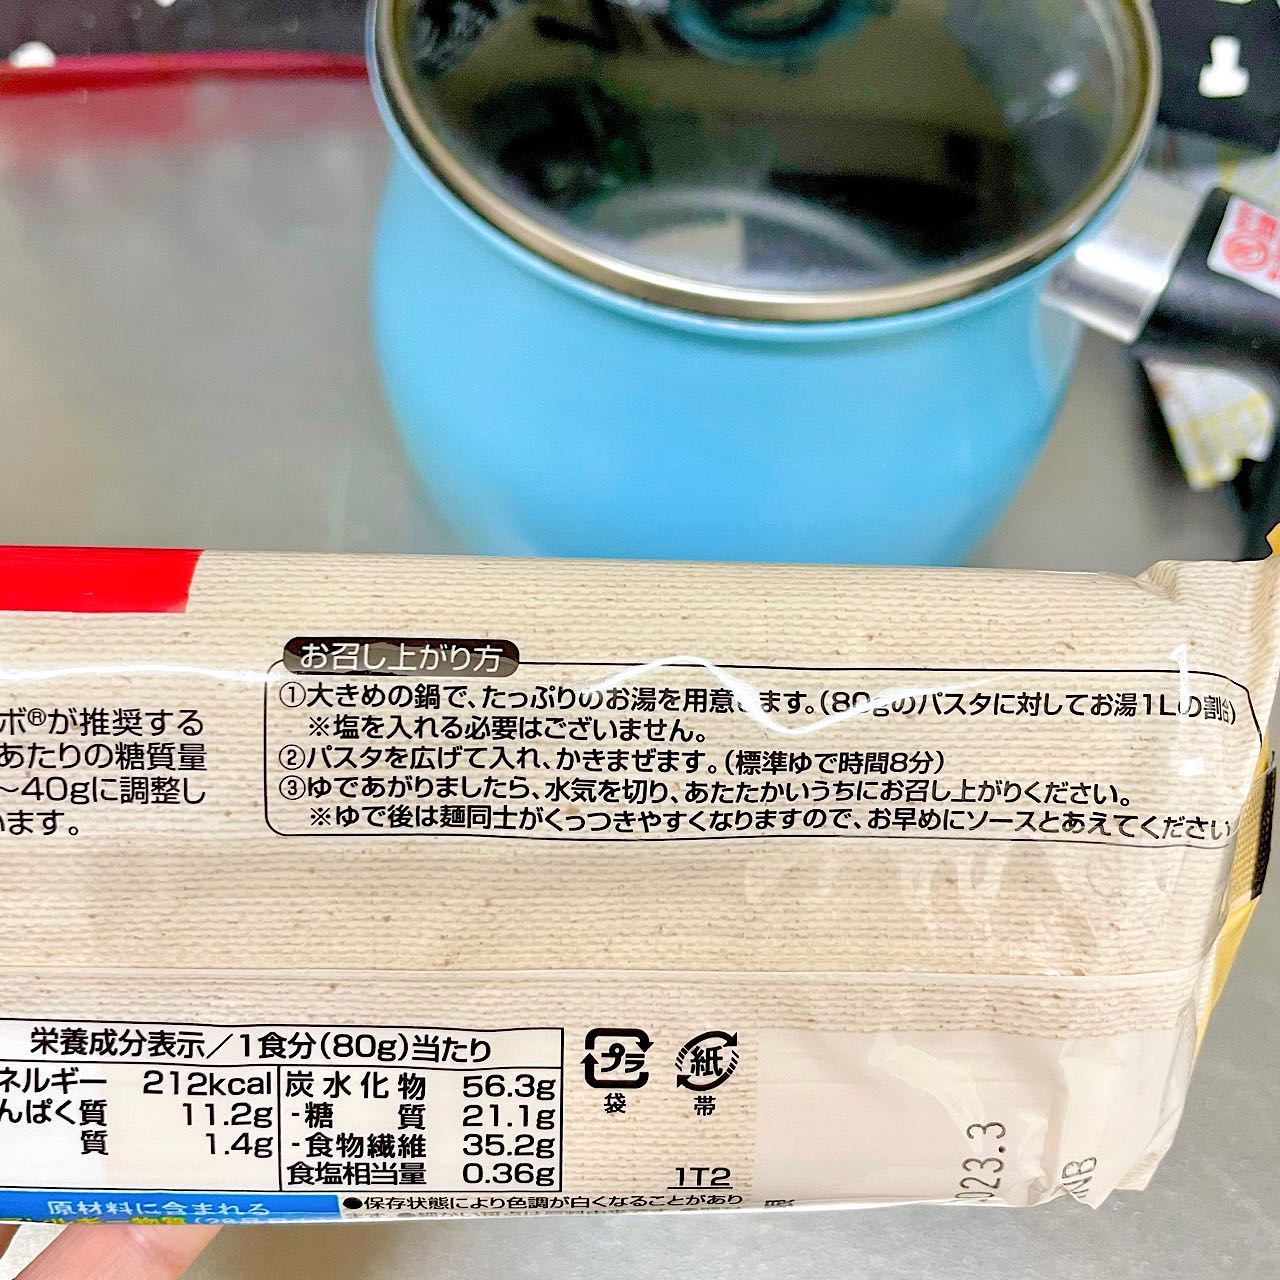 お召し上がり方
①大きめの鍋で、たっぷりのお湯を用意します。(80gのパスタに対してお湯1Lの割合)
※塩を入れる必要はございません。
②パスタを広げて入れ、かきまぜます。(標準ゆで時間8分)
③ゆであがりましたら、水気を切り、あたたかいうちにお召し上がりください。
※ゆで後は麺同士がくっつきやすくなりますので、お早めにソースとあえてください
ボ®が推奨する
あたりの糖質量
～40gに調整し
います。
栄養成分表示／1食分(80g)当たり
ネルギー 212kcal 炭水化物 56.3g
んぱく質 11.2g -糖質 21.1g
質 1.4g -食物繊維 35.2g
食塩相当量 0.36g
プラ
袋
紙
帯
1T2
023.3
NB
原材料に含まれる
●保存状態により色調が白くなることがあり